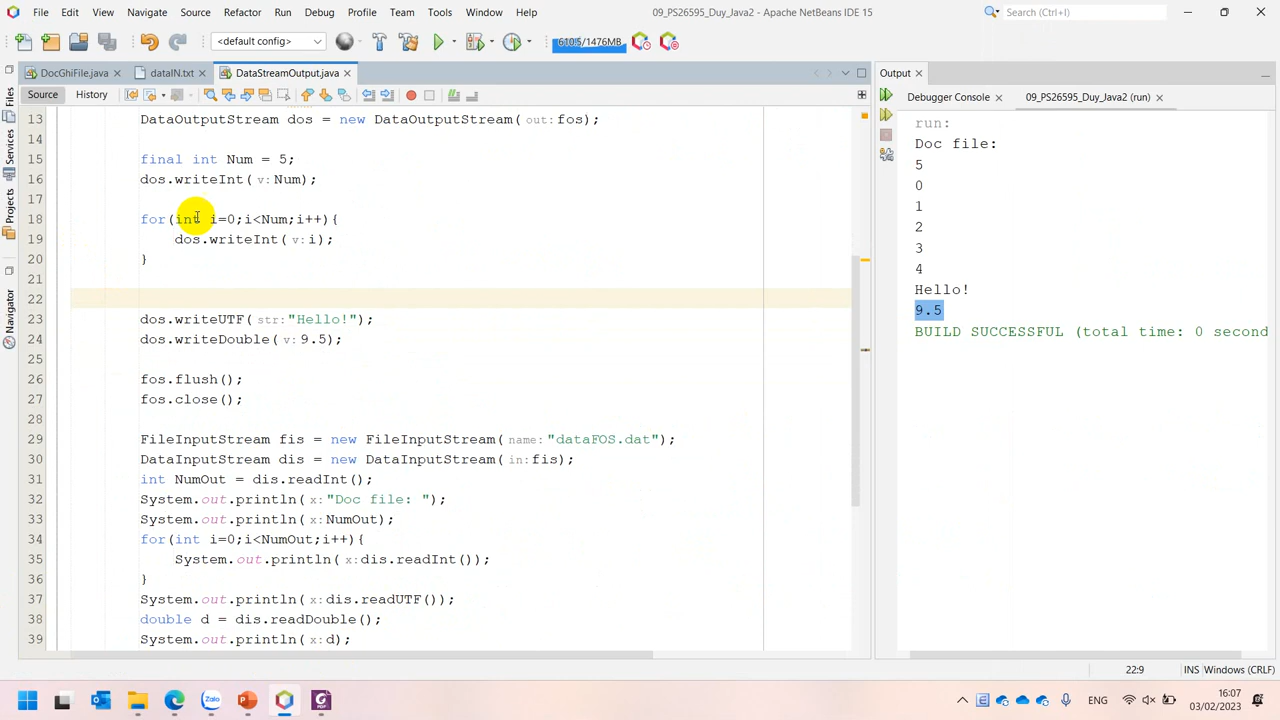 File Edit View Navigate Source Refactor Run Debug Profile Team Tools Window Help 09_PS26595_Duy_Java2 - Apache NetBeans IDE 15 Search (Ctrl+I)
<default config> 610.5/1476MB
DocGhiFile.java dataIN.txt DataStreamOutput.java Output
Source History Debugger Console 09_PS26595_Duy_Java2 (run)
Files
Services
Projects
Navigator
13 DataOutputStream dos = new DataOutputStream(out:fos);
14
15 final int Num = 5;
16 dos.writeInt(v:Num);
17
18 for(int i=0;i<Num;i++){
19 dos.writeInt(v:i);
20 }
21
22
23 dos.writeUTF(str:"Hello!");
24 dos.writeDouble(v:9.5);
25
26 fos.flush();
27 fos.close();
28
29 FileInputStream fis = new FileInputStream(name:"dataFOS.dat");
30 DataInputStream dis = new DataInputStream(in:fis);
31 int NumOut = dis.readInt();
32 System.out.println(x:"Doc file: ");
33 System.out.println(x:NumOut);
34 for(int i=0;i<NumOut;i++){
35 System.out.println(x:dis.readInt());
36 }
37 System.out.println(x:dis.readUTF());
38 double d = dis.readDouble();
39 System.out.println(x:d);
run:
Doc file:
5
0
1
2
3
4
Hello!
9.5
BUILD SUCCESSFUL (total time: 0 second
22:9 INS Windows (CRLF)
Zalo PDF ENG 16:07
03/02/2023